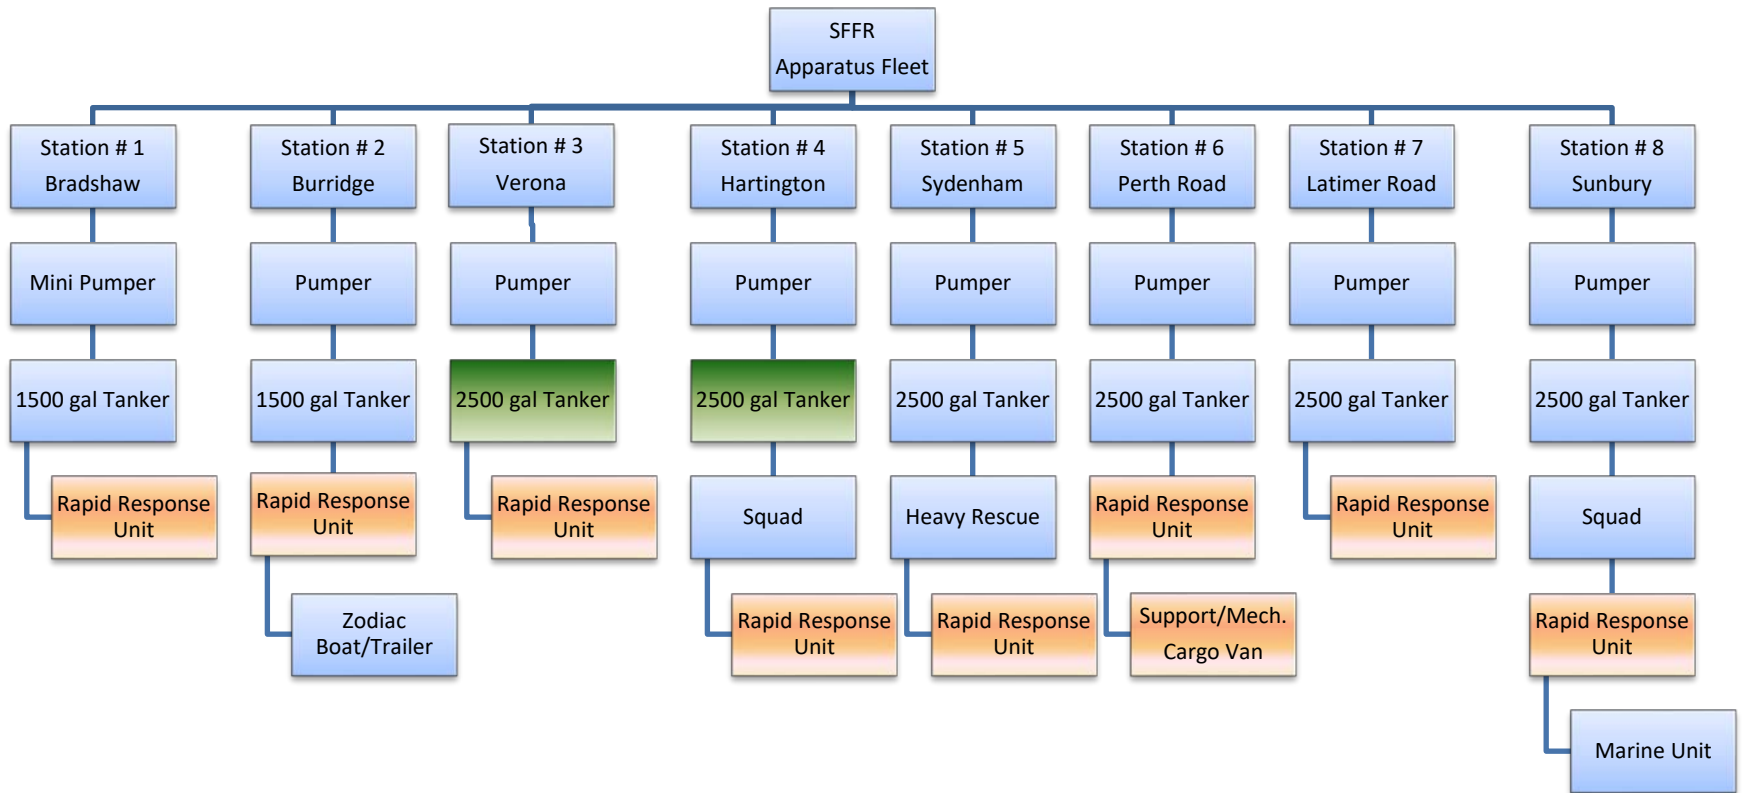 SFFR
Apparatus Fleet
Station # 1
Bradshaw
Station # 2
Burridge
Station # 3
Verona
Station # 4
Hartington
Station # 5
Sydenham
Station # 6
Perth Road
Station # 7
Latimer Road
Station # 8
Sunbury
Mini Pumper
Pumper
Pumper
Pumper
Pumper
Pumper
Pumper
Pumper
1500 gal Tanker
1500 gal Tanker
2500 gal Tanker
2500 gal Tanker
2500 gal Tanker
2500 gal Tanker
2500 gal Tanker
2500 gal Tanker
Rapid Response
Unit
Rapid Response
Unit
Rapid Response
Unit
Squad
Heavy Rescue
Rapid Response
Unit
Rapid Response
Unit
Squad
Zodiac
Boat/Trailer
Rapid Response
Unit
Rapid Response
Unit
Support/Mech.
Cargo Van
Rapid Response
Unit
Marine Unit